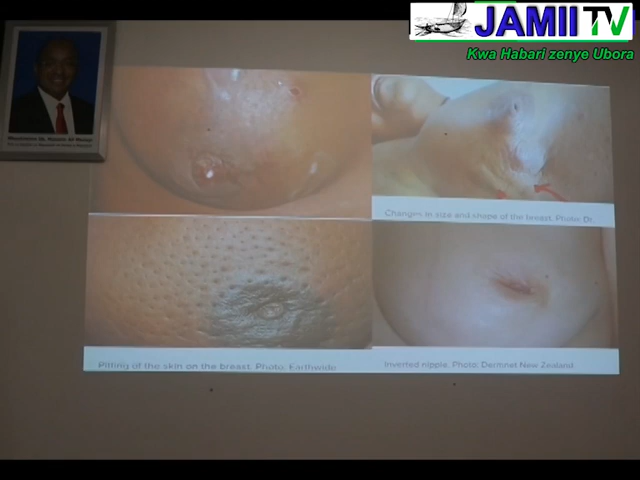 JAMII TV
Kwa Habari zenye Ubora
Changes in size and shape of the breast. Photo: Dr.
Pitting of the skin on the breast. Photo: Earthwide
Inverted nipple. Photo: Dermnet New Zealand.